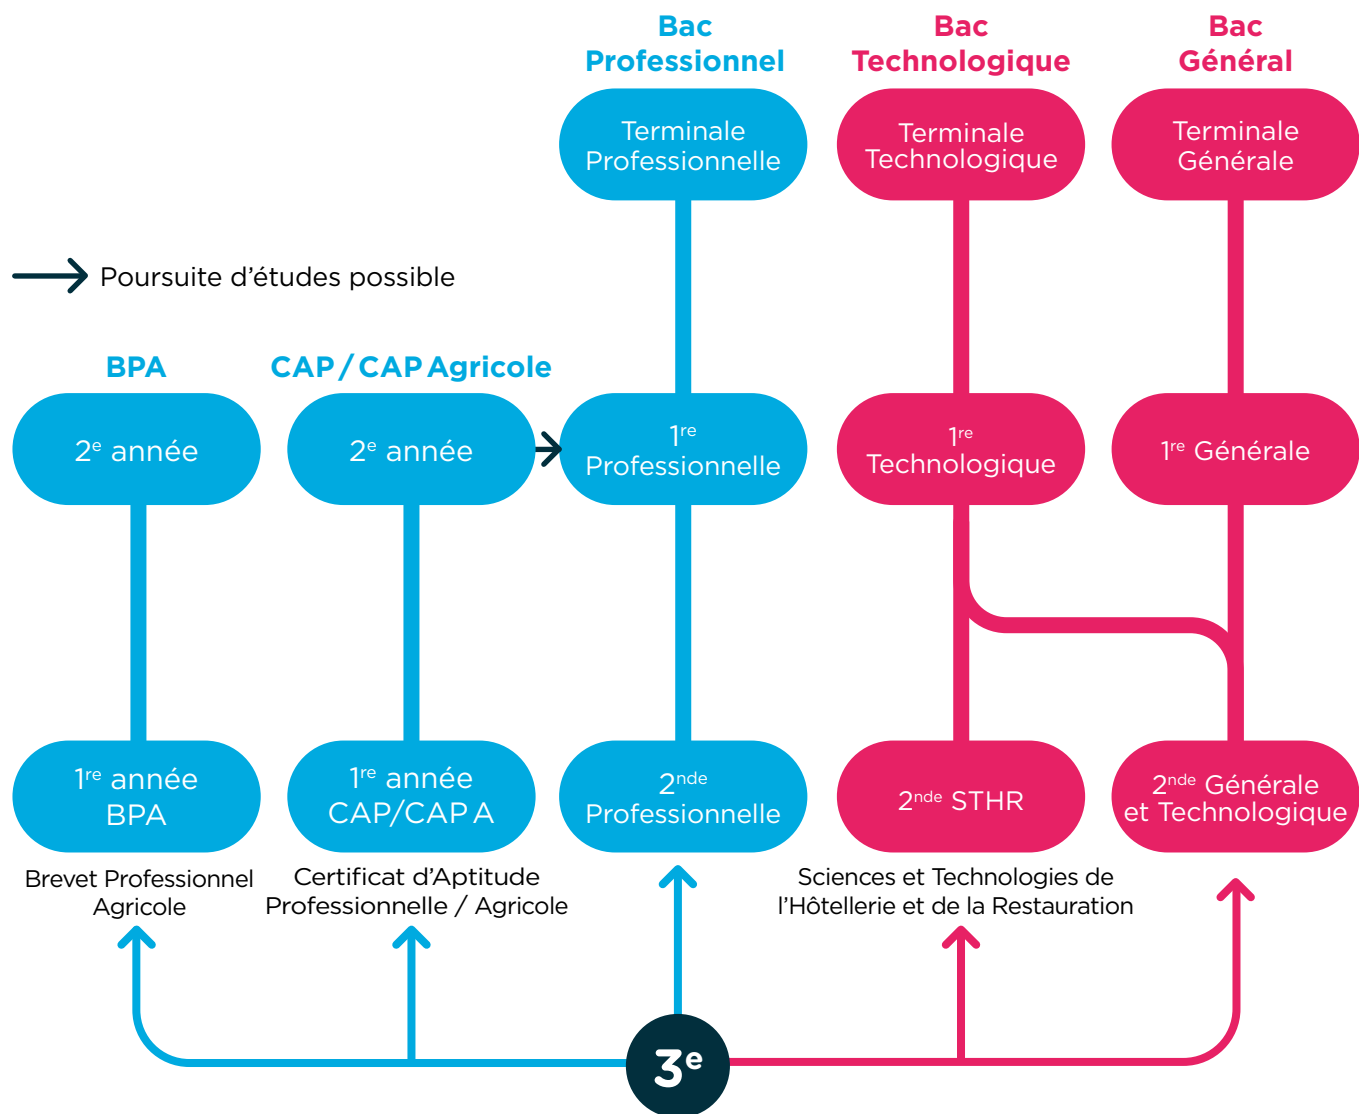 Bac
Professionnel
Bac
Technologique
Bac
Général
Terminale
Professionnelle
Terminale
Technologique
Terminale
Générale
Poursuite d’études possible
BPA
CAP / CAP Agricole
2e année
2e année
1re
Professionnelle
1re
Technologique
1re Générale
1re année
BPA
1re année
CAP/CAP A
2nde
Professionnelle
2nde STHR
2nde Générale
et Technologique
Brevet Professionnel
Agricole
Certificat d’Aptitude
Professionnelle / Agricole
Sciences et Technologies de
l’Hôtellerie et de la Restauration
3e